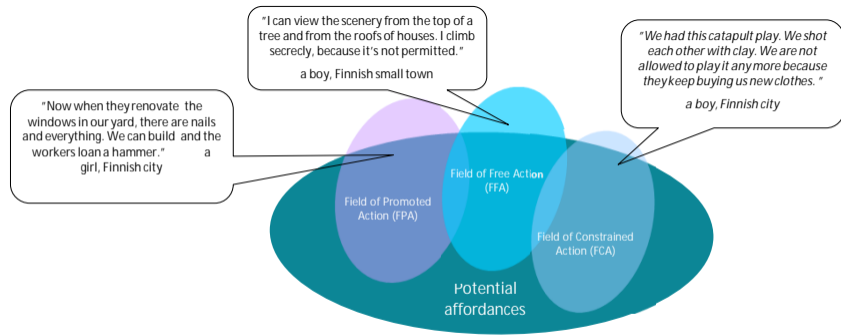 "I can view the scenery from the top of a
tree and from the roofs of houses. I climb
secrecly, because it's not permitted."
a boy, Finnish small town
"We had this catapult play. We shot
each other with clay. We are not
allowed to play it any more because
they keep buying us new clothes. "
a boy, Finnish city
"Now when they renovate the
windows in our yard, there are nails
and everything. We can build and the
workers loan a hammer." a
girl, Finnish city
Field of Promoted
Action (FPA)
Field of Free Action
(FFA)
Field of Constrained
Action (FCA)
Potential
affordances